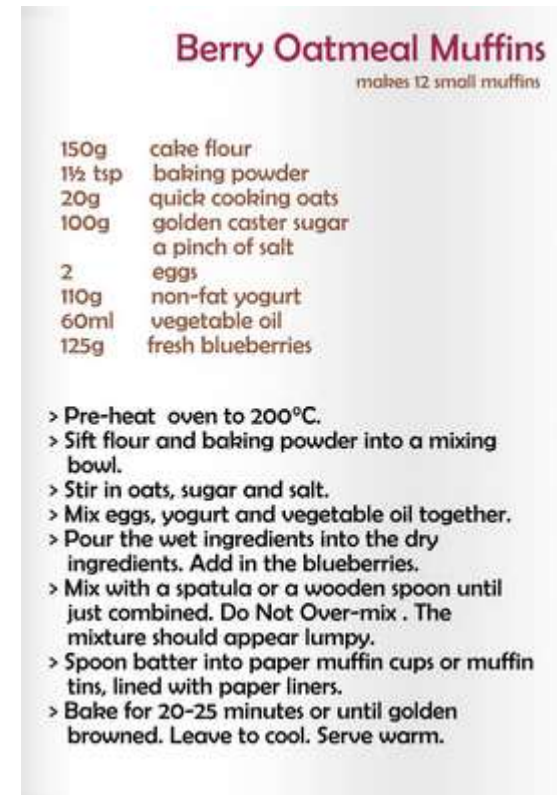 Berry Oatmeal Muffins
makes 12 small muffins
150g cake flour
1½ tsp baking powder
20g quick cooking oats
100g golden caster sugar
a pinch of salt
2 eggs
110g non-fat yogurt
60ml vegetable oil
125g fresh blueberries
> Pre-heat oven to 200°C.
> Sift flour and baking powder into a mixing
bowl.
> Stir in oats, sugar and salt.
> Mix eggs, yogurt and vegetable oil together.
> Pour the wet ingredients into the dry
ingredients. Add in the blueberries.
> Mix with a spatula or a wooden spoon until
just combined. Do Not Over-mix . The
mixture should appear lumpy.
> Spoon batter into paper muffin cups or muffin
tins, lined with paper liners.
> Bake for 20-25 minutes or until golden
browned. Leave to cool. Serve warm.